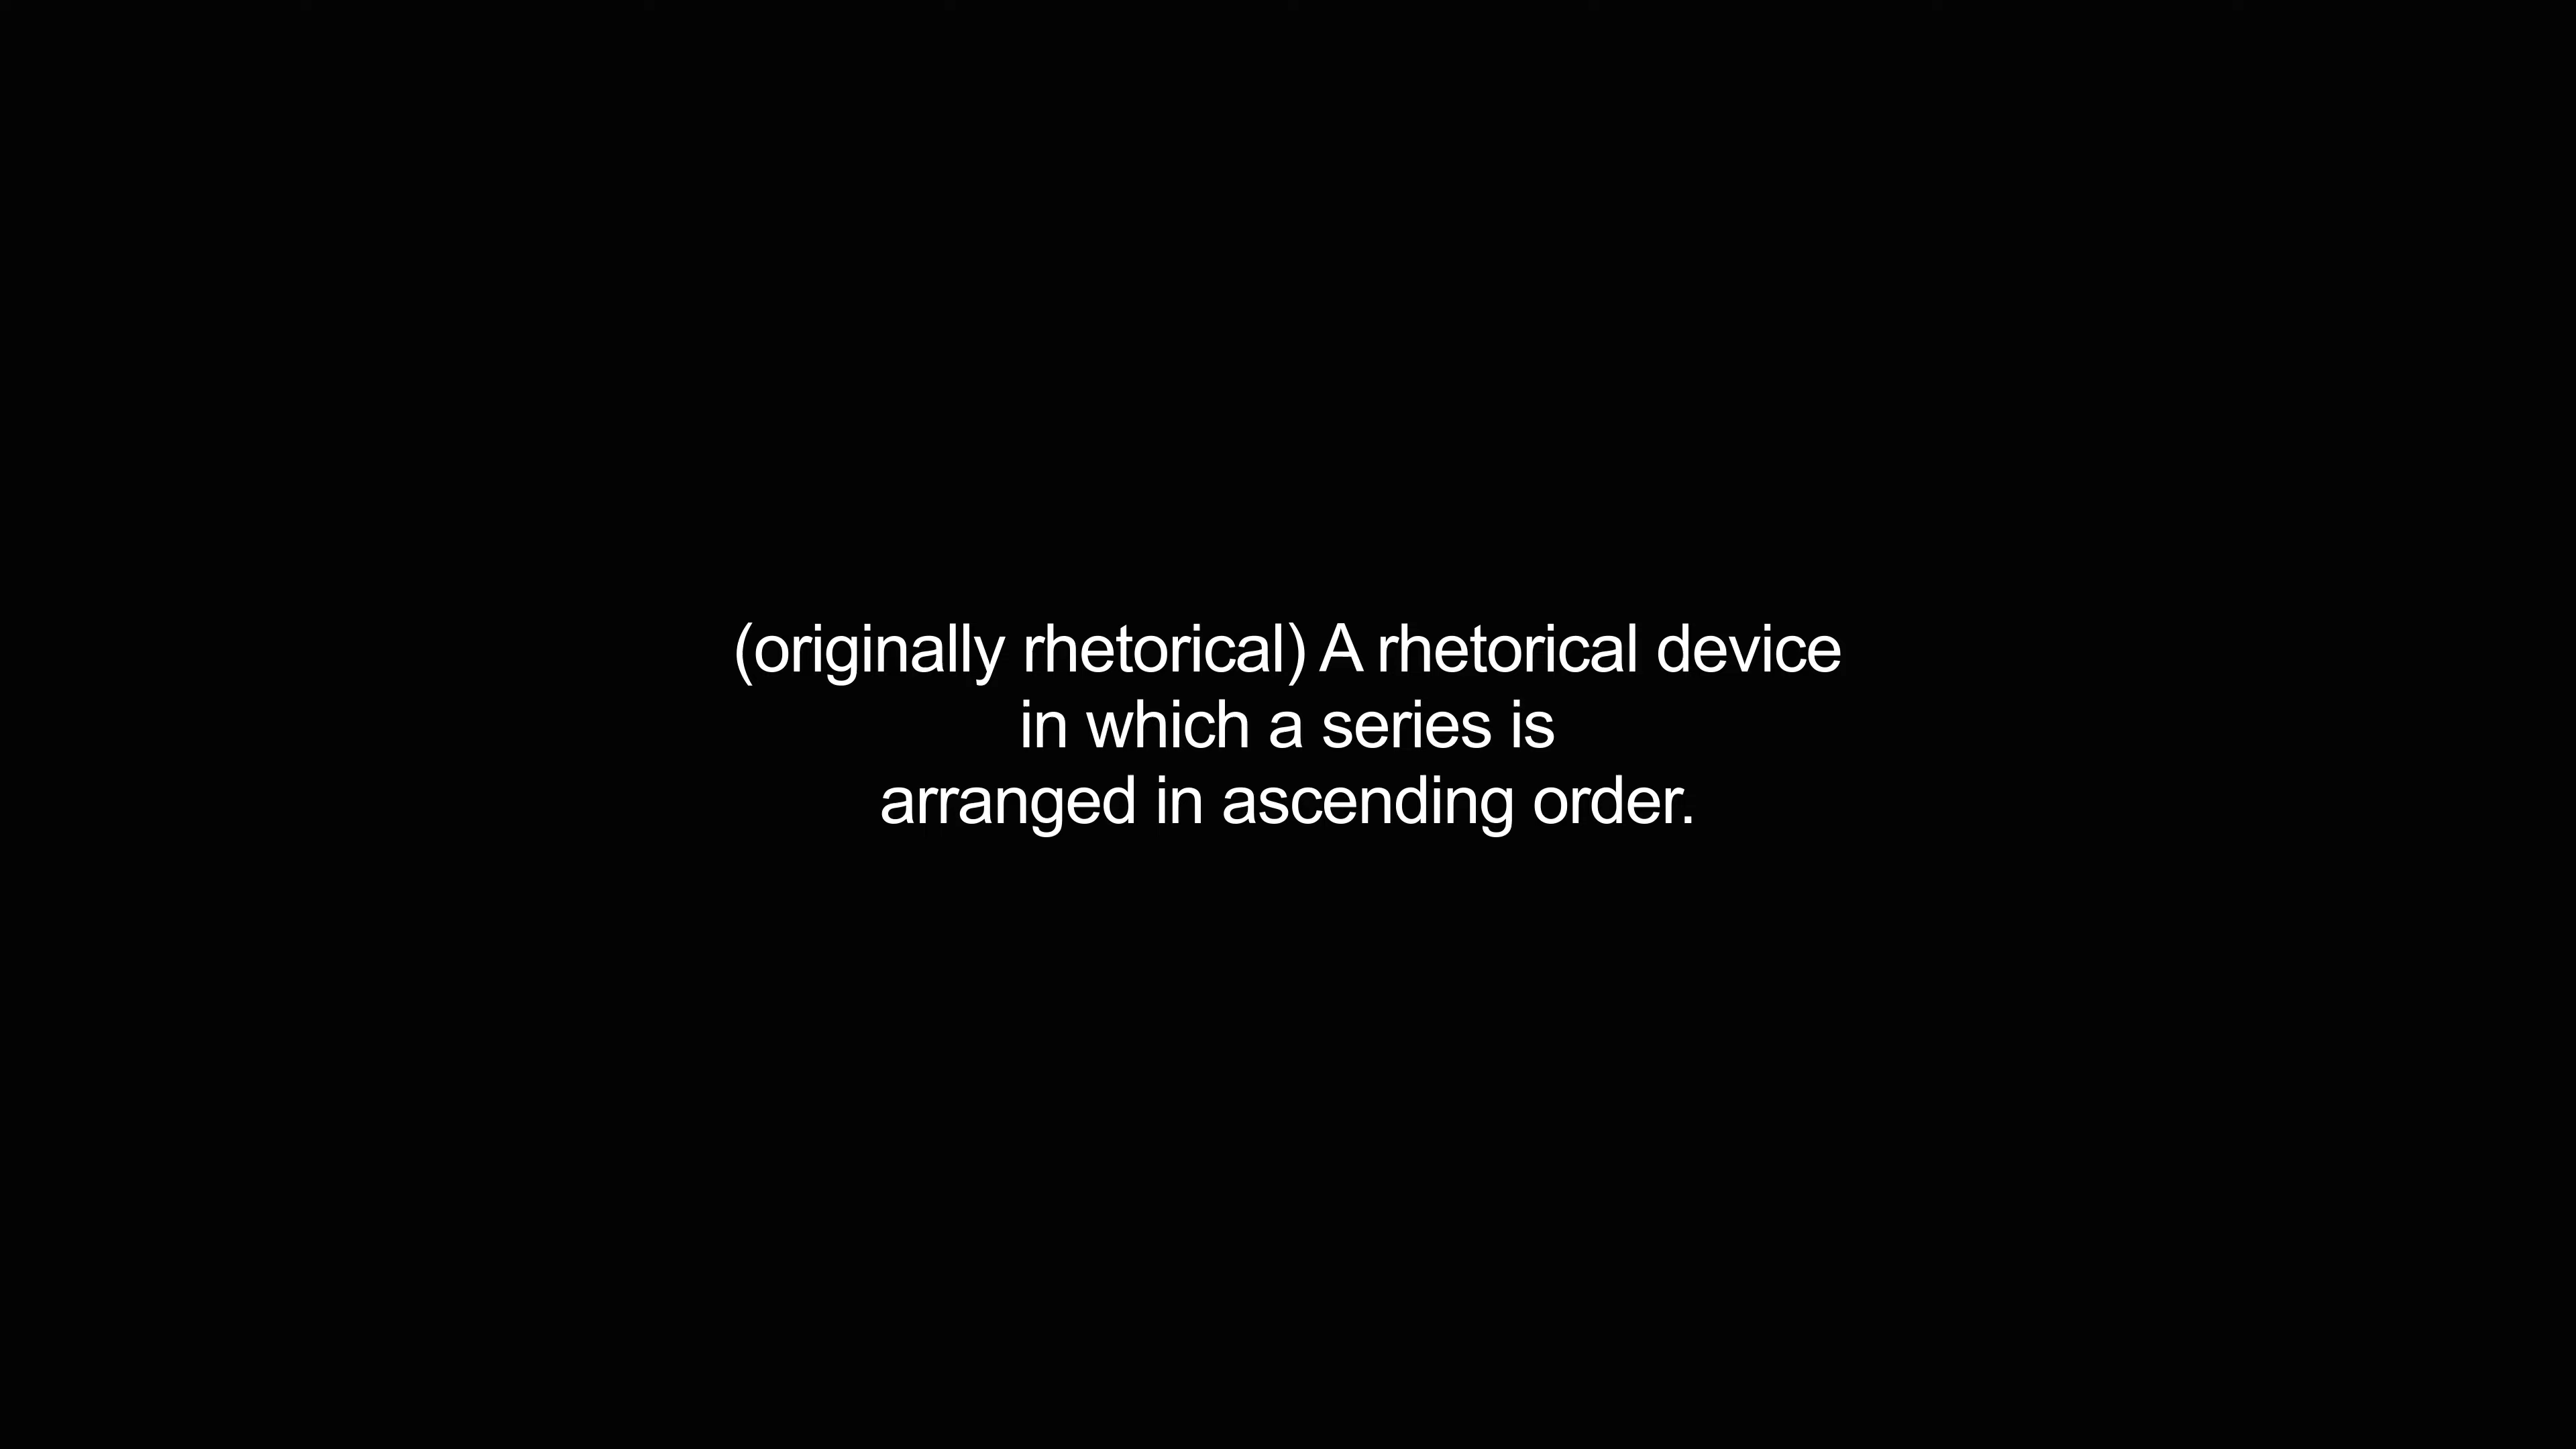 (originally rhetorical) A rhetorical device
in which a series is
arranged in ascending order.